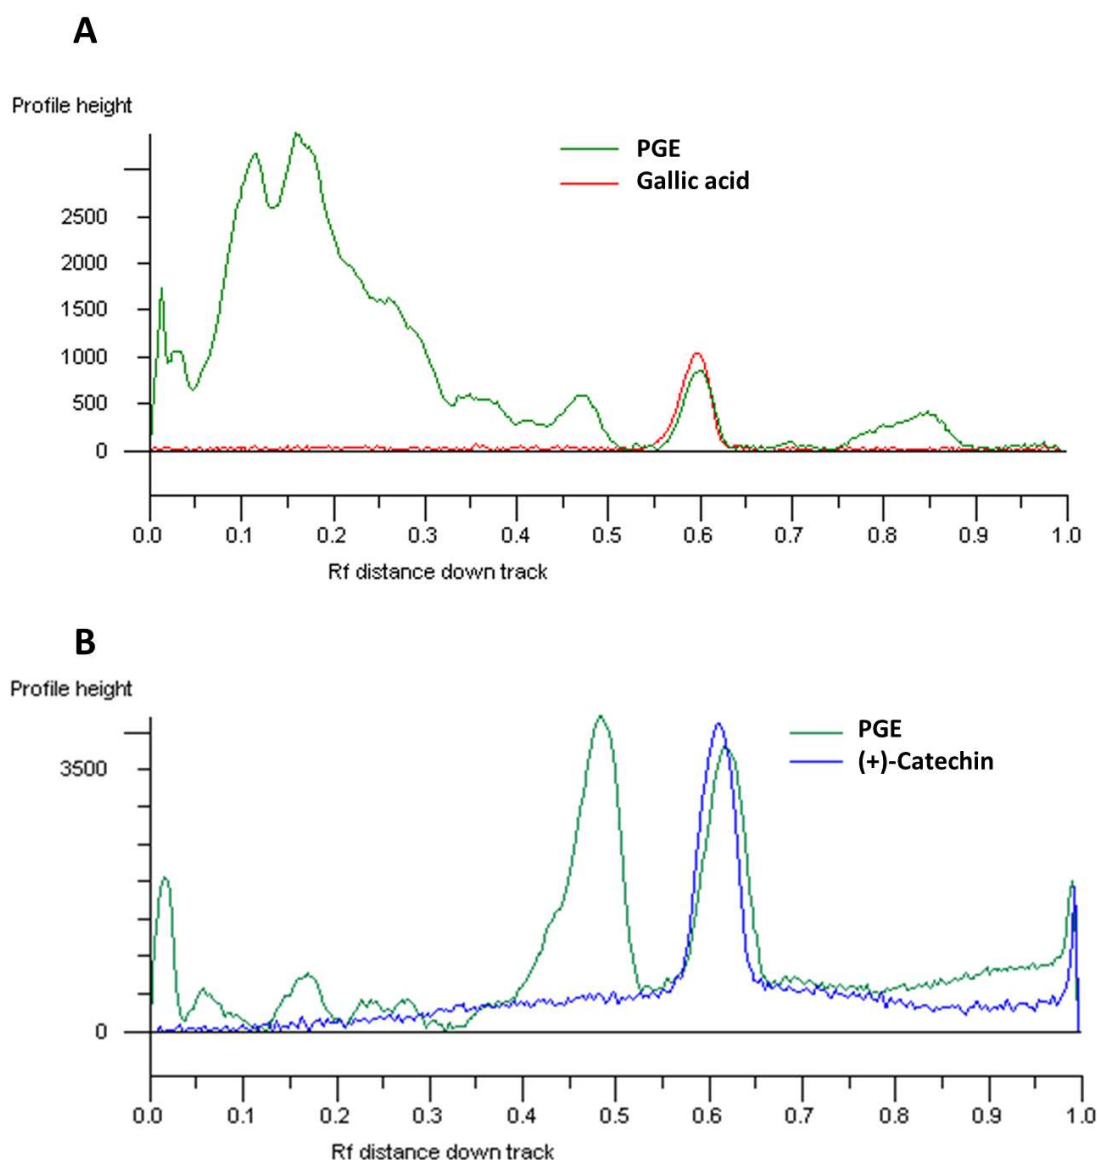 A
Profile height
PGE
Gallic acid
2500
2000
1500
1000
500
0
0.0 0.1 0.2 0.3 0.4 0.5 0.6 0.7 0.8 0.9 1.0
Rf distance down track
B
Profile height
PGE
3500 (+)-Catechin
0
0.0 0.1 0.2 0.3 0.4 0.5 0.6 0.7 0.8 0.9 1.0
Rf distance down track